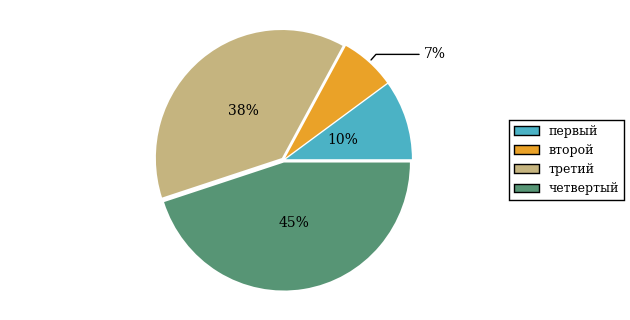 7%
38%
10%
45%
первый
второй
третий
четвертый